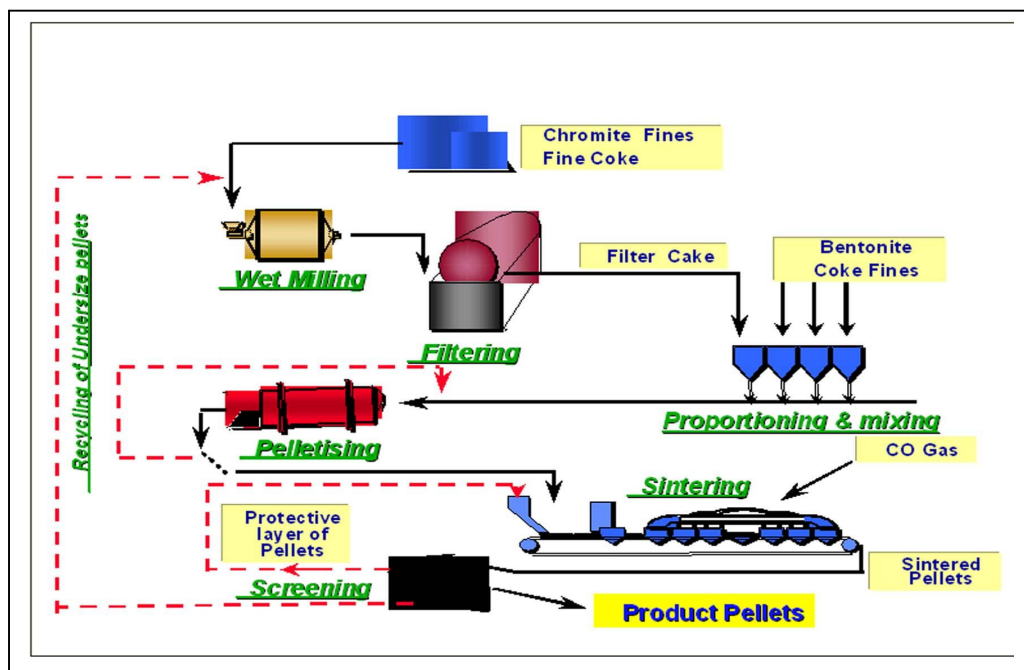 Chromite Fines
Fine Coke
Recycling of Undersize pellets
Wet Milling
Filter Cake
Bentonite
Coke Fines
Filtering
Proportioning & mixing
Pelletising
CO Gas
Sintering
Protective
layer of
Pellets
Sintered
Pellets
Screening
Product Pellets